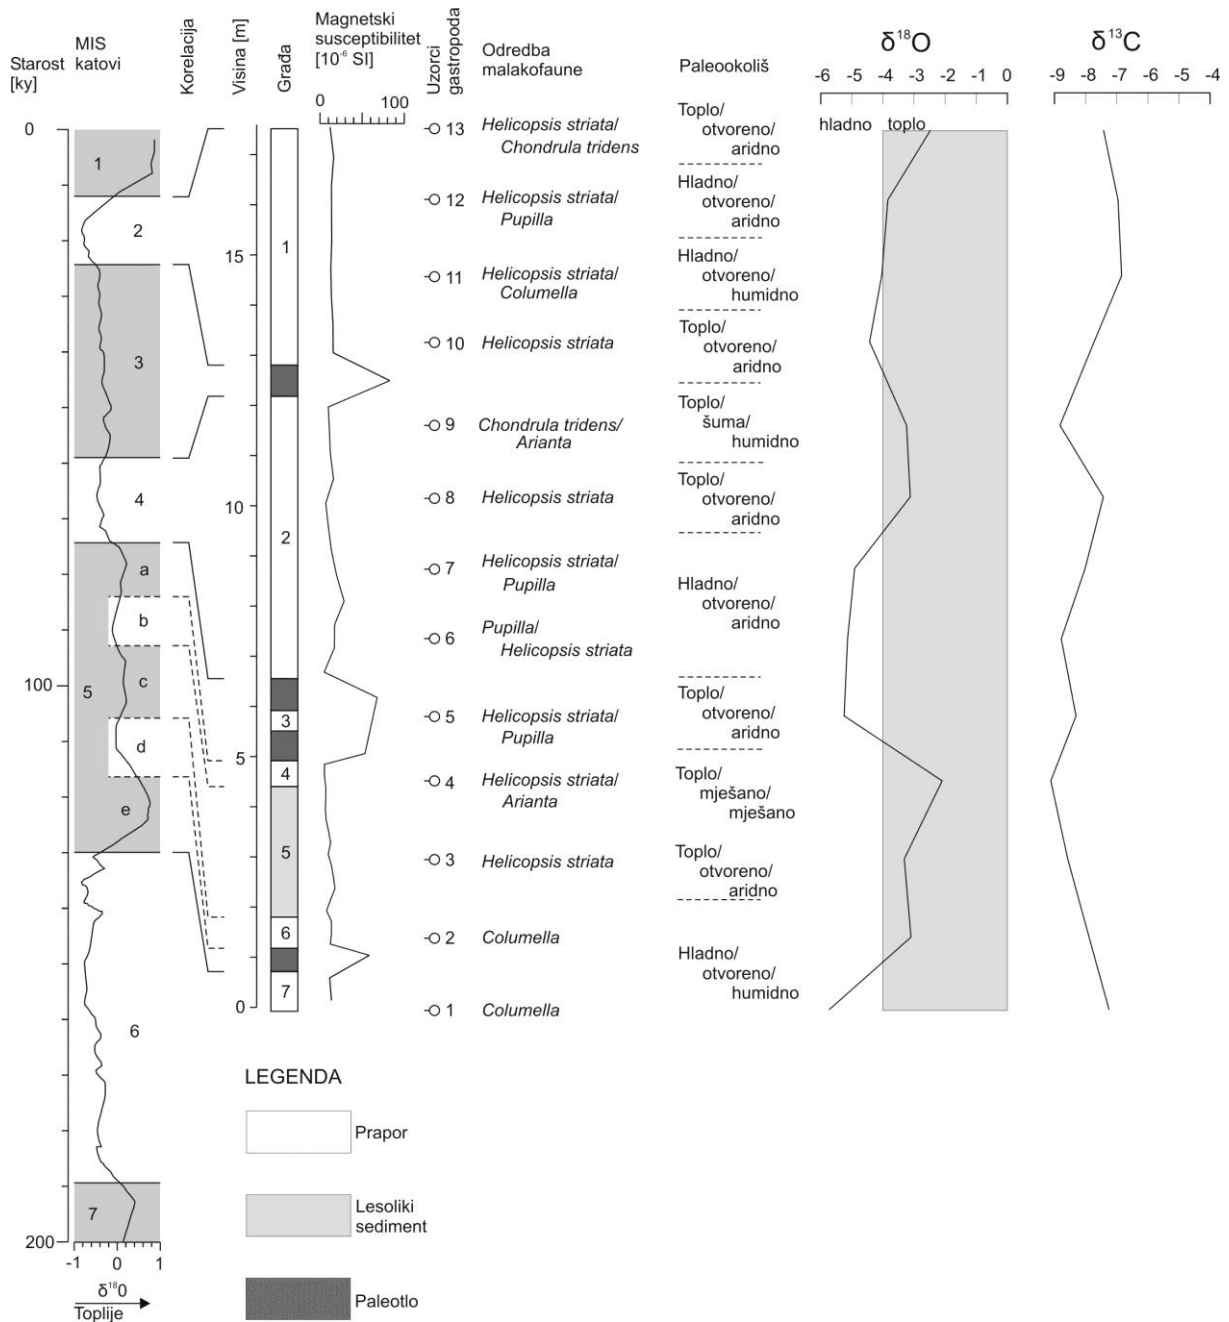 Starost
[ky]
MIS
katovi
Korelacija
Visina [m]
Građa
Magnetski
susceptibilitet
[10⁻⁶ SI]
0 100
Uzorci
gastropoda
Odredba
malakofaune
Paleookoliš
δ¹⁸O
-6 -5 -4 -3 -2 -1 0
hladno toplo
δ¹³C
-9 -8 -7 -6 -5 -4
0
100
200
1
2
3
4
5
a
b
c
d
e
6
7
-1 0 1
δ¹⁸0
Toplije
15
10
5
0
1
2
3
4
5
6
7
13 Helicopsis striata/
Chondrula tridens
Toplo/
otvoreno/
aridno
12 Helicopsis striata/
Pupilla
Hladno/
otvoreno/
aridno
11 Helicopsis striata/
Columella
Hladno/
otvoreno/
humidno
10 Helicopsis striata
Toplo/
otvoreno/
aridno
9 Chondrula tridens/
Arianta
Toplo/
šuma/
humidno
8 Helicopsis striata
Toplo/
otvoreno/
aridno
7 Helicopsis striata/
Pupilla
Hladno/
otvoreno/
aridno
6 Pupilla/
Helicopsis striata
5 Helicopsis striata/
Pupilla
Toplo/
otvoreno/
aridno
4 Helicopsis striata/
Arianta
Toplo/
mješano/
mješano
3 Helicopsis striata
Toplo/
otvoreno/
aridno
2 Columella
Hladno/
otvoreno/
humidno
1 Columella
LEGENDA
Prapor
Lesoliki
sediment
Paleotlo